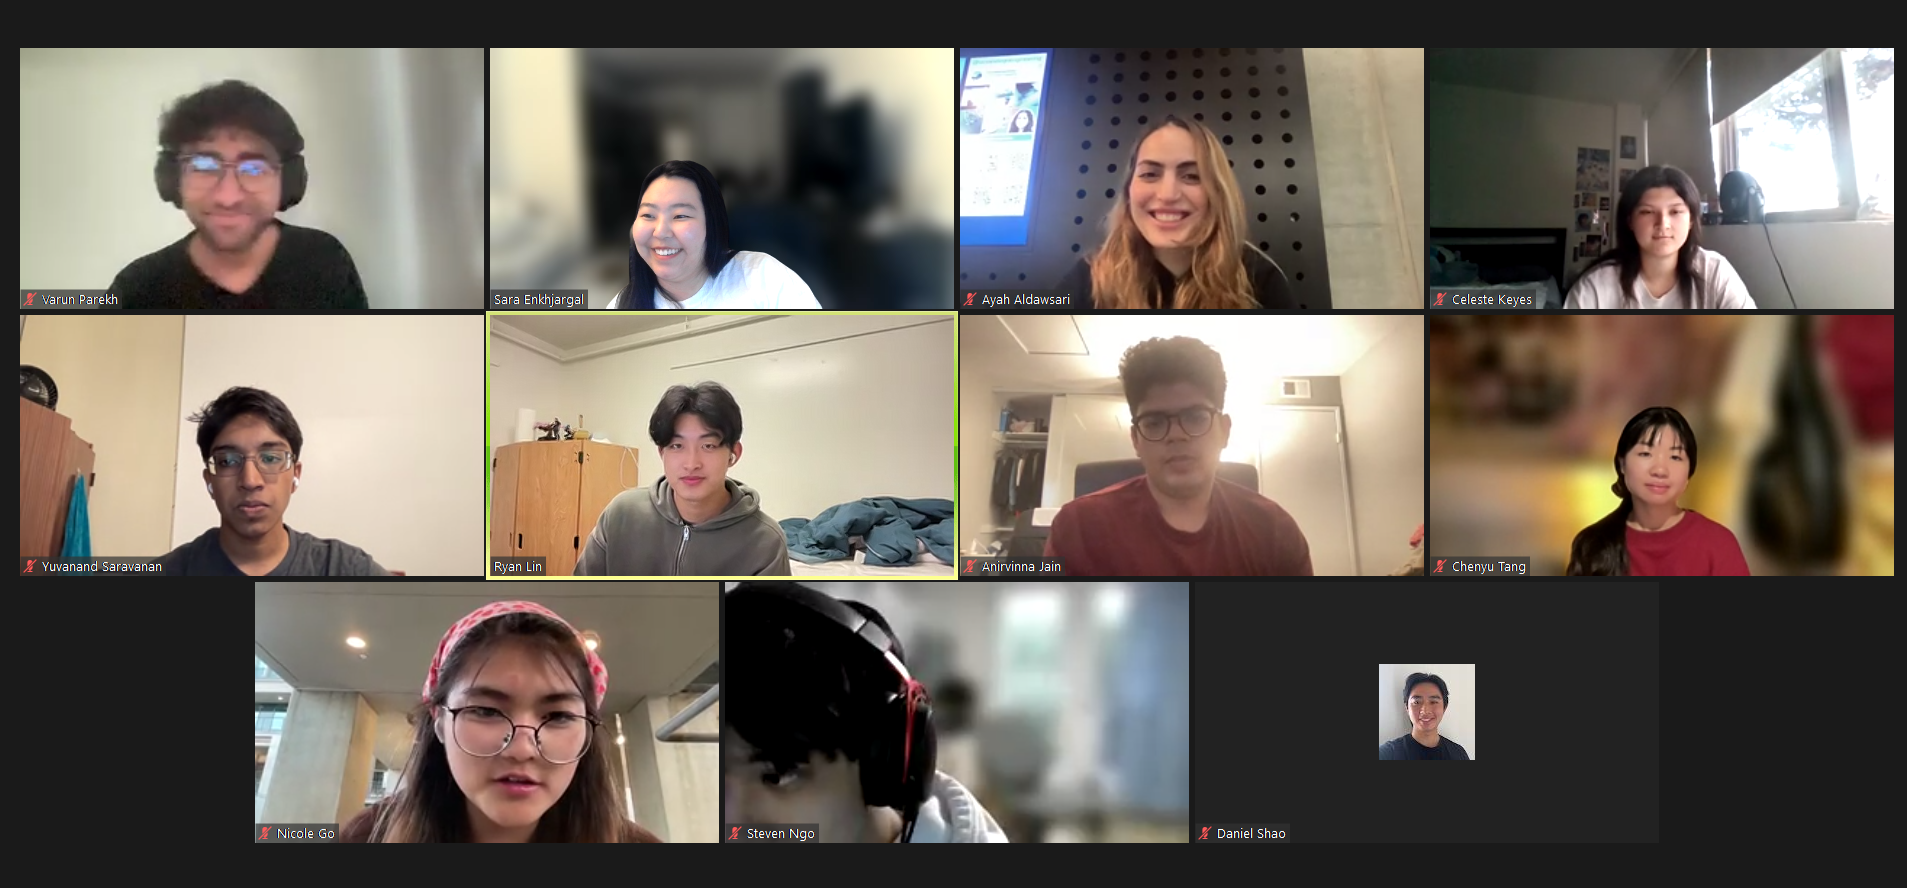 Varun Parekh
Sara Enkhjargal
Ayah Aldawsari
Celeste Keyes
Yuvanand Saravanan
Ryan Lin
Anirvinna Jain
Chenyu Tang
Nicole Go
Steven Ngo
Daniel Shao